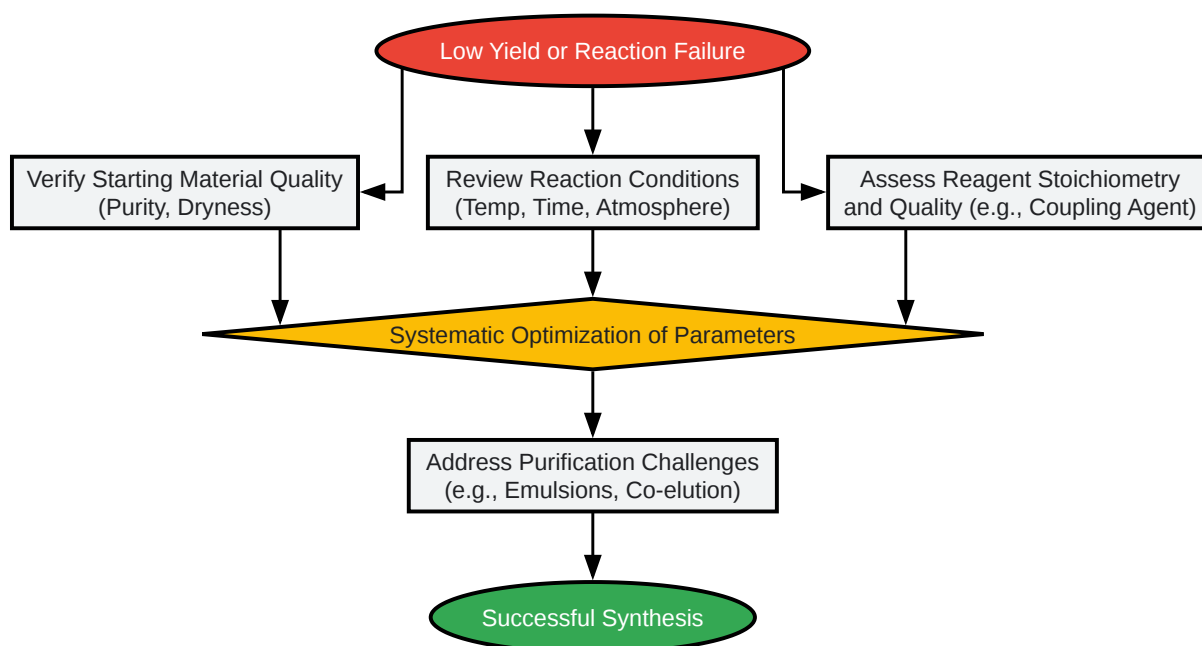 Low Yield or Reaction Failure
Verify Starting Material Quality
(Purity, Dryness)
Review Reaction Conditions
(Temp, Time, Atmosphere)
Assess Reagent Stoichiometry
and Quality (e.g., Coupling Agent)
Systematic Optimization of Parameters
Address Purification Challenges
(e.g., Emulsions, Co-elution)
Successful Synthesis